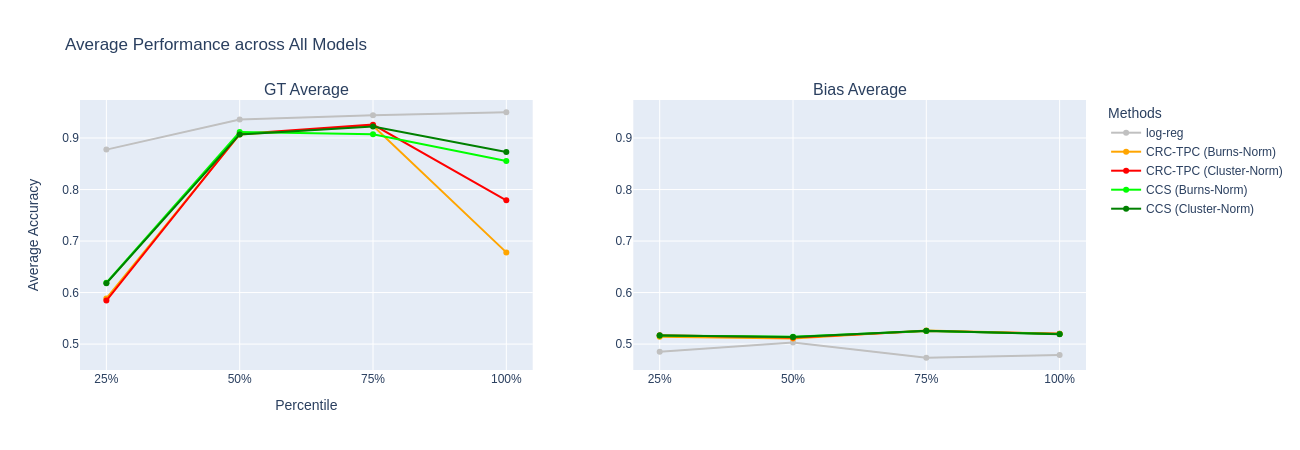 Average Performance across All Models
GT Average
Average Accuracy
0.9
0.8
0.7
0.6
0.5
25% 50% 75% 100%
Percentile
Bias Average
0.9
0.8
0.7
0.6
0.5
25% 50% 75% 100%
Methods
log-reg
CRC-TPC (Burns-Norm)
CRC-TPC (Cluster-Norm)
CCS (Burns-Norm)
CCS (Cluster-Norm)